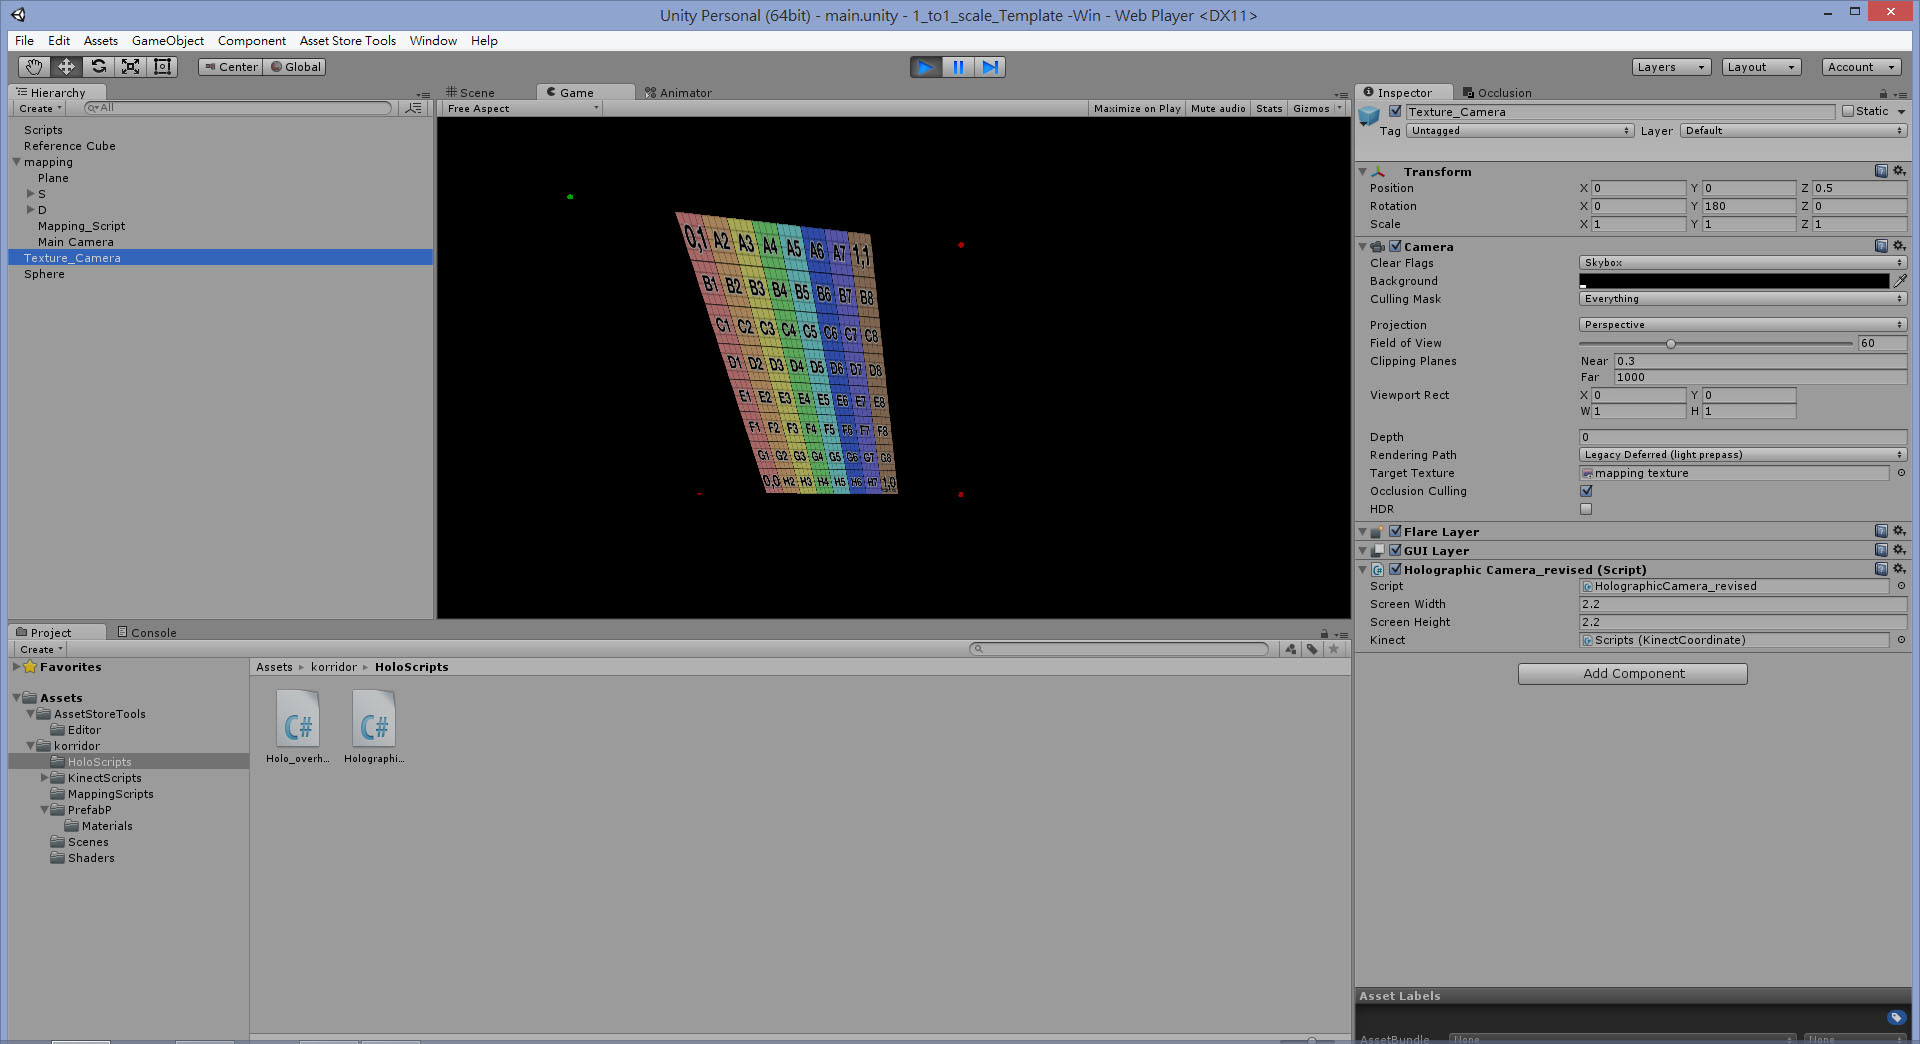 Unity Personal (64bit) - main.unity - 1_to1_scale_Template -Win - Web Player <DX11>
File Edit Assets GameObject Component Asset Store Tools Window Help
Center Global Layers Layout Account
Hierarchy
Create All
Scripts
Reference Cube
mapping
Plane
S
D
Mapping_Script
Main Camera
Texture_Camera
Sphere
Scene Game Animator
Free Aspect Maximize on Play Mute audio Stats Gizmos
0,1 A2 A3 A4 A5 A6 A7 1,1
B1 B2 B3 B4 B5 B6 B7 B8
C1 C2 C3 C4 C5 C6 C7 C8
D1 D2 D3 D4 D5 D6 D7 D8
E1 E2 E3 E4 E5 E6 E7 E8
F1 F2 F3 F4 F5 F6 F7 F8
G1 G2 G3 G4 G5 G6 G7 G8
0,0 H2 H3 H4 H5 H6 H7 1,0
Project Console
Create
Favorites
Assets
AssetStoreTools
Editor
korridor
HoloScripts
KinectScripts
MappingScripts
PrefabP
Materials
Scenes
Shaders
Assets korridor HoloScripts
C# C#
Holo_overh... Holographi...
Inspector Occlusion
Texture_Camera Static
Tag Untagged Layer Default
Transform
Position X 0 Y 0 Z 0.5
Rotation X 0 Y 180 Z 0
Scale X 1 Y 1 Z 1
Camera
Clear Flags Skybox
Background
Culling Mask Everything
Projection Perspective
Field of View 60
Clipping Planes Near 0.3
Far 1000
Viewport Rect X 0 Y 0
W 1 H 1
Depth 0
Rendering Path Legacy Deferred (light prepass)
Target Texture mapping texture
Occlusion Culling
HDR
Flare Layer
GUI Layer
Holographic Camera_revised (Script)
Script HolographicCamera_revised
Screen Width 2.2
Screen Height 2.2
Kinect Scripts (KinectCoordinate)
Add Component
Asset Labels
AssetBundle None None